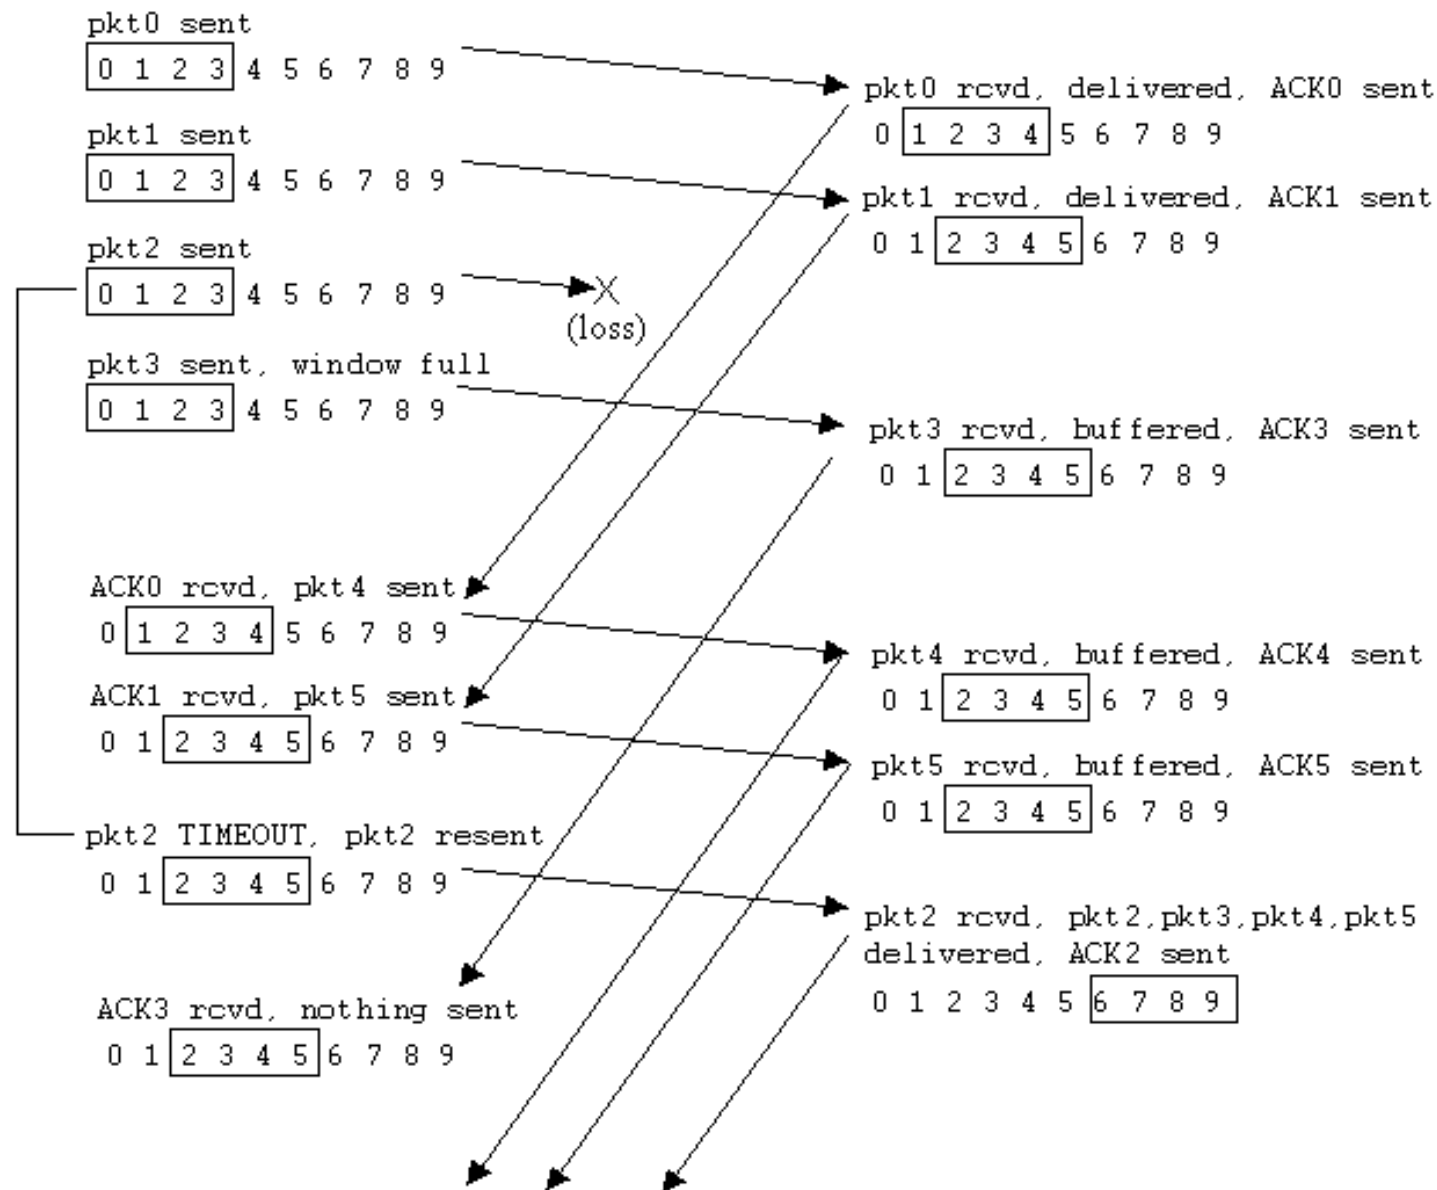 pkt0 sent
0 1 2 3 4 5 6 7 8 9
pkt1 sent
0 1 2 3 4 5 6 7 8 9
pkt2 sent
0 1 2 3 4 5 6 7 8 9
(loss)
pkt3 sent, window full
0 1 2 3 4 5 6 7 8 9
ACK0 rcvd, pkt4 sent
0 1 2 3 4 5 6 7 8 9
ACK1 rcvd, pkt5 sent
0 1 2 3 4 5 6 7 8 9
pkt2 TIMEOUT, pkt2 resent
0 1 2 3 4 5 6 7 8 9
ACK3 rcvd, nothing sent
0 1 2 3 4 5 6 7 8 9
pkt0 rcvd, delivered, ACK0 sent
0 1 2 3 4 5 6 7 8 9
pkt1 rcvd, delivered, ACK1 sent
0 1 2 3 4 5 6 7 8 9
pkt3 rcvd, buffered, ACK3 sent
0 1 2 3 4 5 6 7 8 9
pkt4 rcvd, buffered, ACK4 sent
0 1 2 3 4 5 6 7 8 9
pkt5 rcvd, buffered, ACK5 sent
0 1 2 3 4 5 6 7 8 9
pkt2 rcvd, pkt2,pkt3,pkt4,pkt5
delivered, ACK2 sent
0 1 2 3 4 5 6 7 8 9